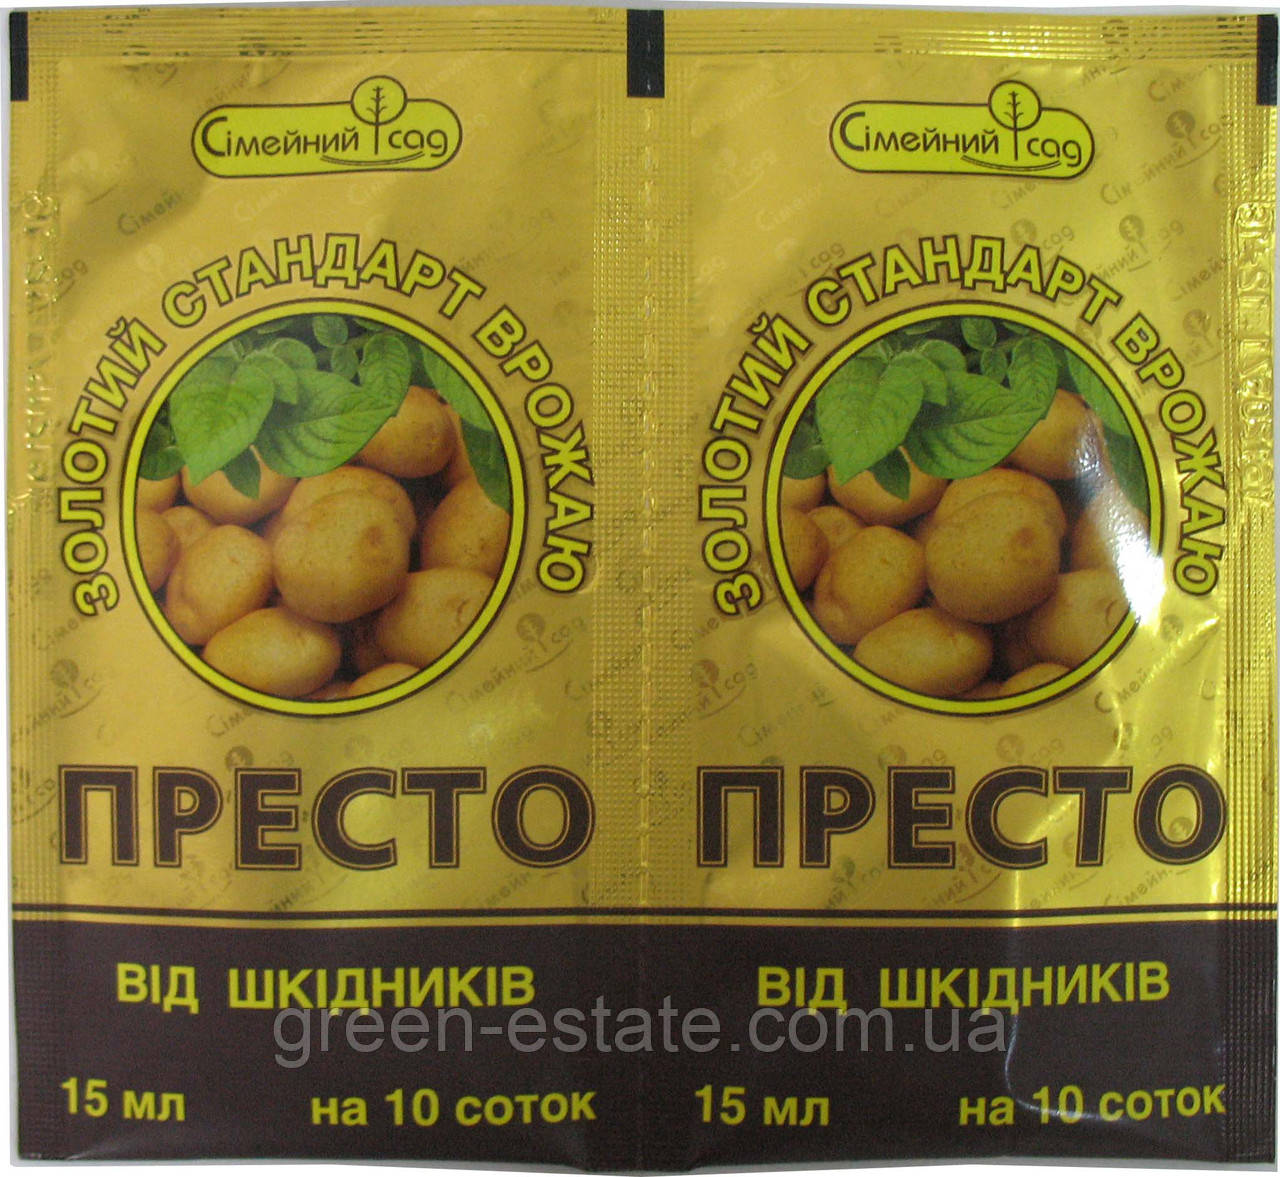 Сімейний сад
ЗОЛОТИЙ СТАНДАРТ ВРОЖАЮ
ПРЕСТО
ВІД ШКІДНИКІВ
15 мл на 10 соток
Сімейний сад
ЗОЛОТИЙ СТАНДАРТ ВРОЖАЮ
ПРЕСТО
ВІД ШКІДНИКІВ
15 мл на 10 соток
green-estate.com.ua